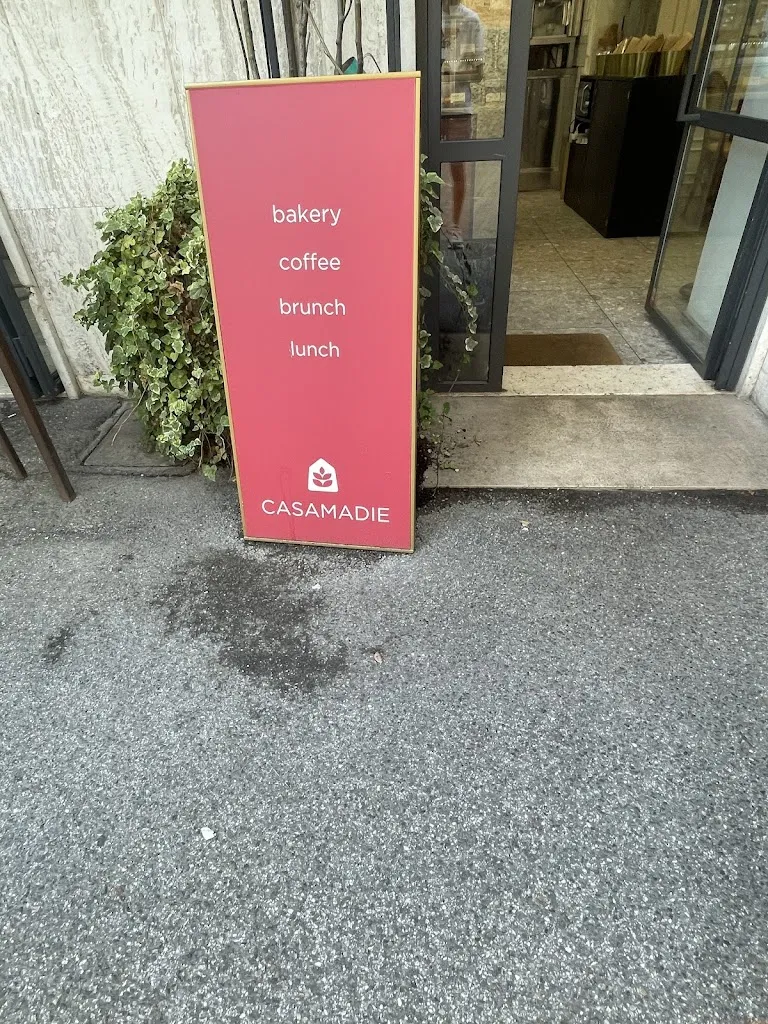 bakery
coffee
brunch
lunch
CASAMADIE